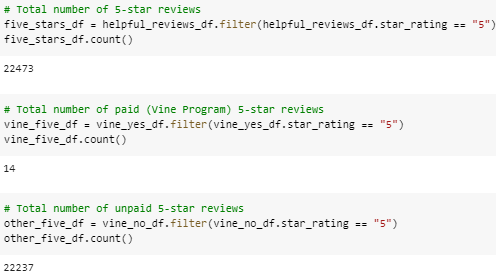 # Total number of 5-star reviews
five_stars_df = helpful_reviews_df.filter(helpful_reviews_df.star_rating == "5")
five_stars_df.count()
22473
# Total number of paid (Vine Program) 5-star reviews
vine_five_df = vine_yes_df.filter(vine_yes_df.star_rating == "5")
vine_five_df.count()
14
# Total number of unpaid 5-star reviews
other_five_df = vine_no_df.filter(vine_no_df.star_rating == "5")
other_five_df.count()
22237